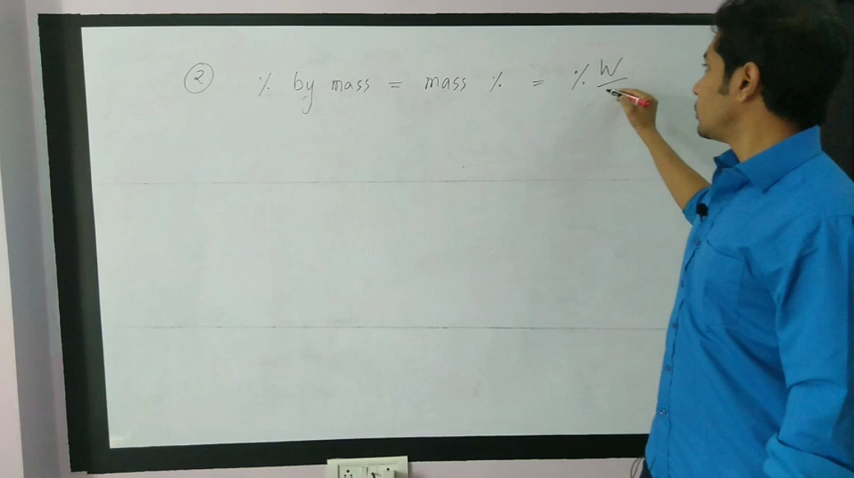 ② % by mass = mass % = % W/